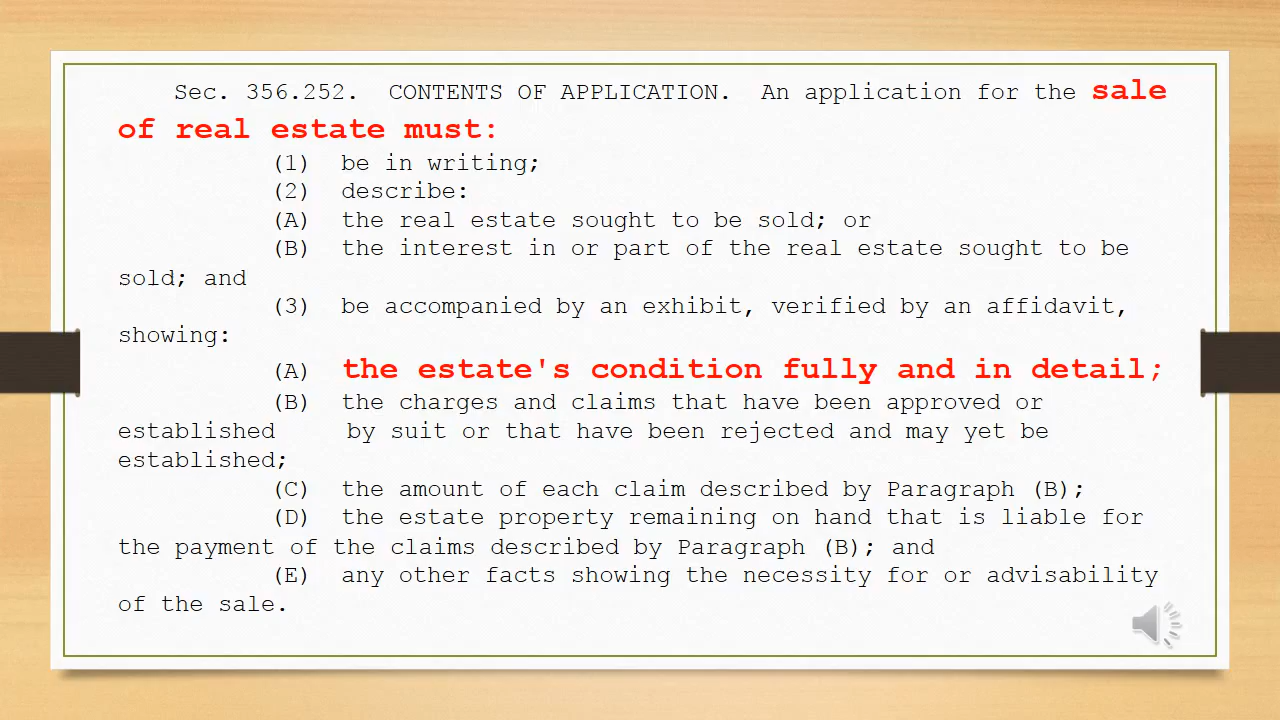 Sec. 356.252. CONTENTS OF APPLICATION. An application for the sale
of real estate must:
(1) be in writing;
(2) describe:
(A) the real estate sought to be sold; or
(B) the interest in or part of the real estate sought to be
sold; and
(3) be accompanied by an exhibit, verified by an affidavit,
showing:
(A) the estate's condition fully and in detail;
(B) the charges and claims that have been approved or
established by suit or that have been rejected and may yet be
established;
(C) the amount of each claim described by Paragraph (B);
(D) the estate property remaining on hand that is liable for
the payment of the claims described by Paragraph (B); and
(E) any other facts showing the necessity for or advisability
of the sale.